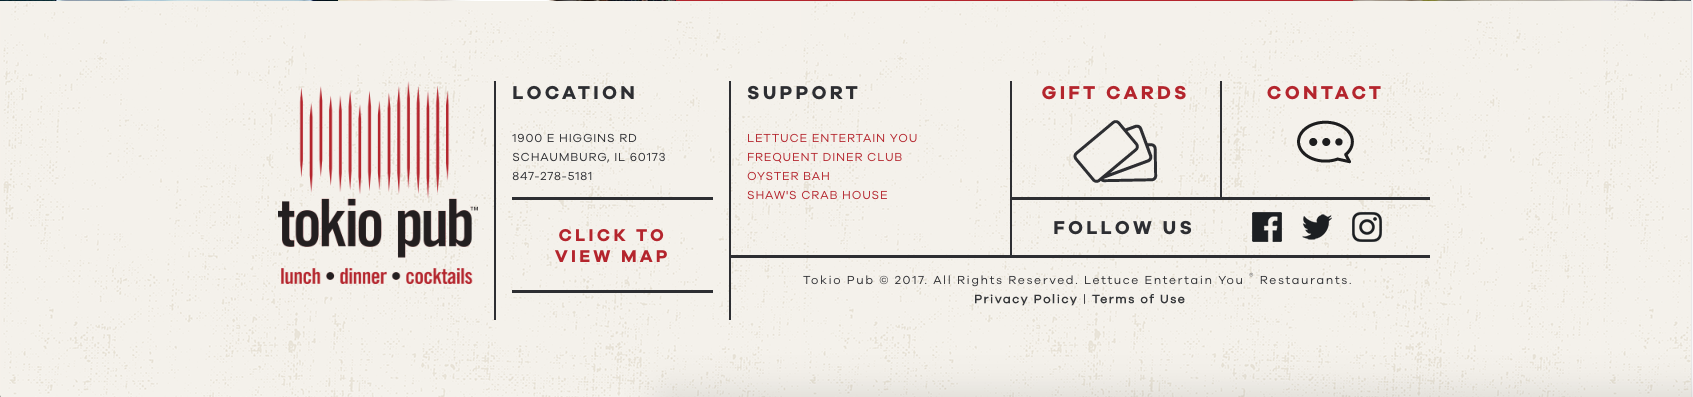 tokio pub™
lunch • dinner • cocktails
LOCATION
1900 E HIGGINS RD
SCHAUMBURG, IL 60173
847-278-5181
CLICK TO
VIEW MAP
SUPPORT
LETTUCE ENTERTAIN YOU
FREQUENT DINER CLUB
OYSTER BAH
SHAW'S CRAB HOUSE
GIFT CARDS
CONTACT
FOLLOW US
Tokio Pub © 2017. All Rights Reserved. Lettuce Entertain You ® Restaurants.
Privacy Policy | Terms of Use